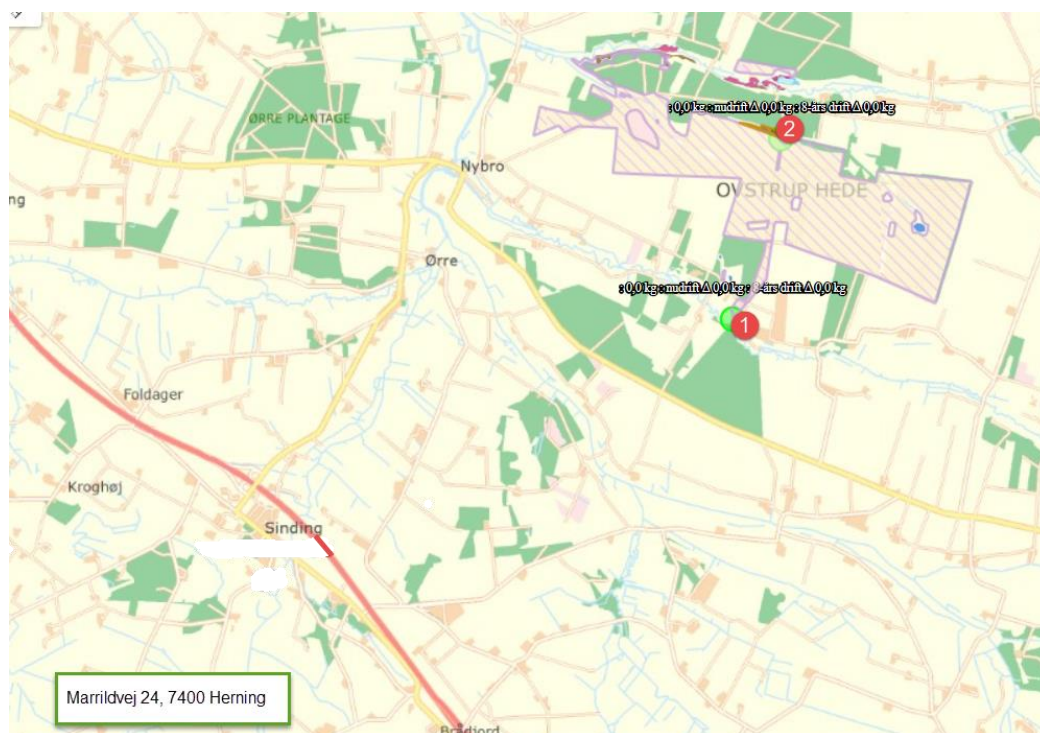 : 0,0 kg : nudrift Δ 0,0 kg : 8-års drift Δ 0,0 kg
ØRRE PLANTAGE
2
Nybro
OVSTRUP HEDE
ng
Ørre
: 0,0 kg : nudrift Δ 0,0 kg : -års drift Δ 0,0 kg
1
Foldager
Kroghøj
Sinding
Marrildvej 24, 7400 Herning